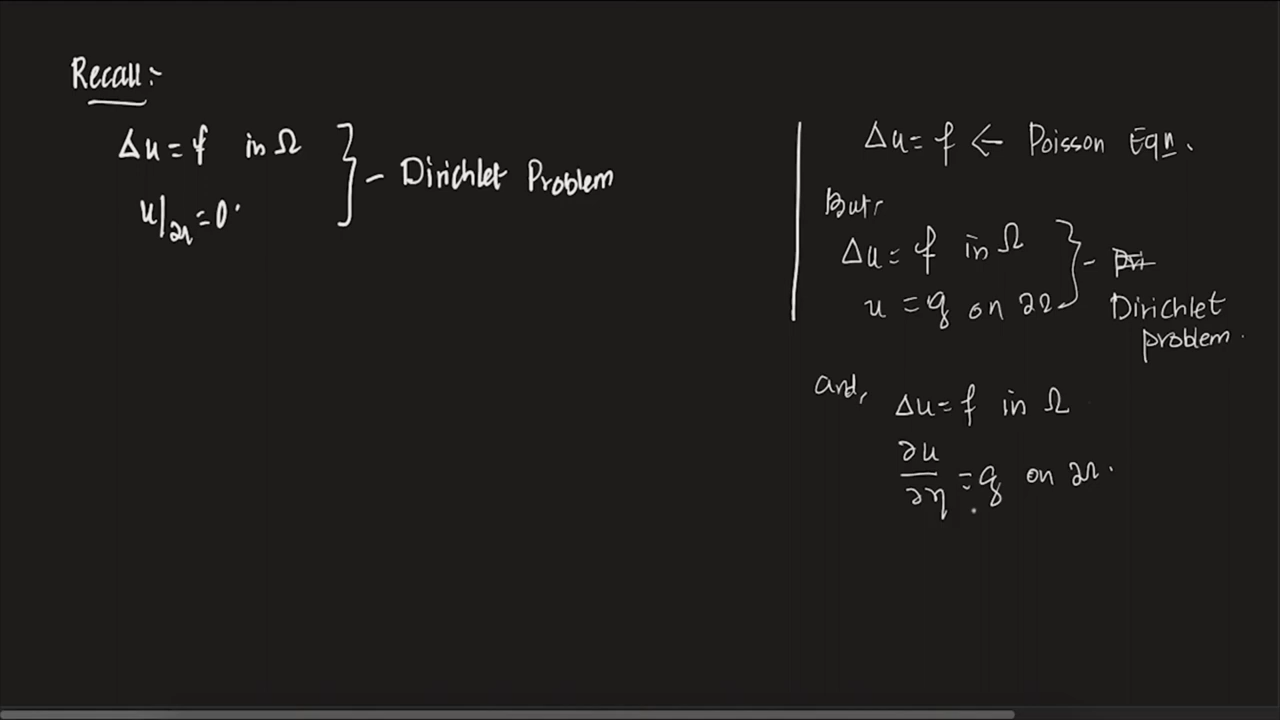 Recall:-
Δu = f in Ω
u/∂Ω = 0.
} - Dirichlet Problem
Δu = f ← Poisson Eqn.
But,
Δu = f in Ω
u = g on ∂Ω
} - Dirichlet
problem.
and,
Δu = f in Ω
∂u/∂η = g on ∂Ω.